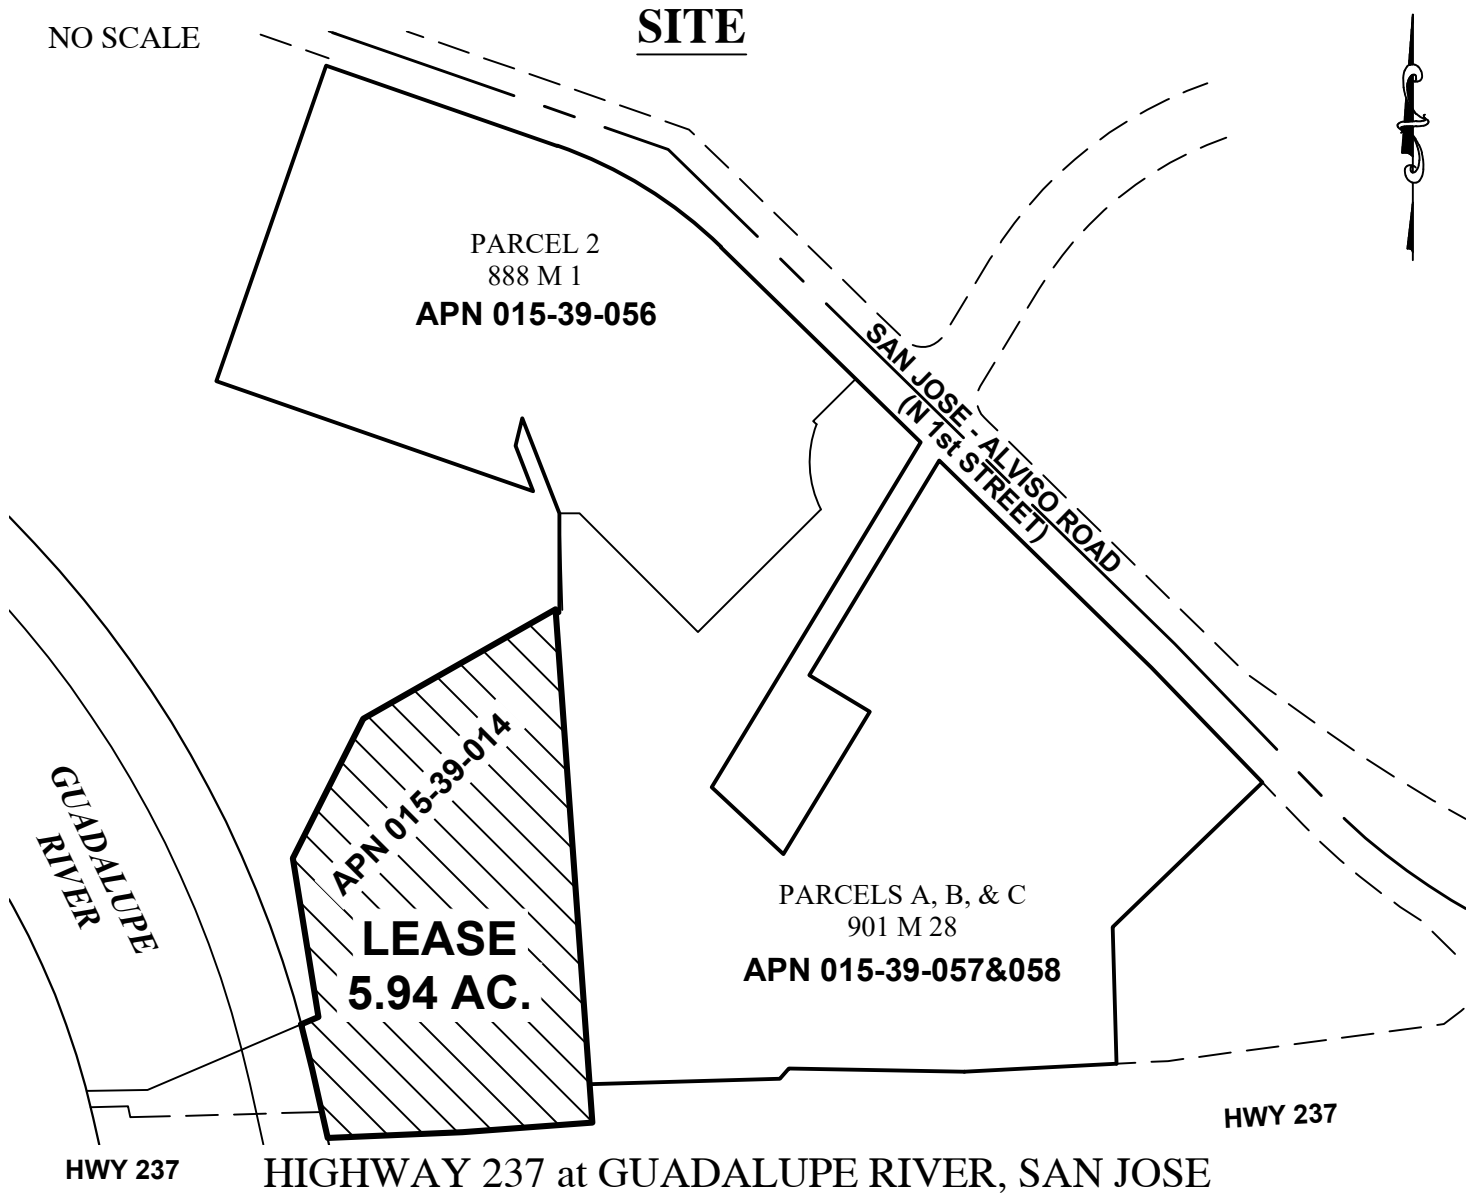 NO SCALE
SITE
PARCEL 2
888 M 1
APN 015-39-056
SAN JOSE - ALVISO ROAD
(N 1st STREET)
APN 015-39-014
GUADALUPE
RIVER
LEASE
5.94 AC.
PARCELS A, B, & C
901 M 28
APN 015-39-057&058
HWY 237
HWY 237
HIGHWAY 237 at GUADALUPE RIVER, SAN JOSE